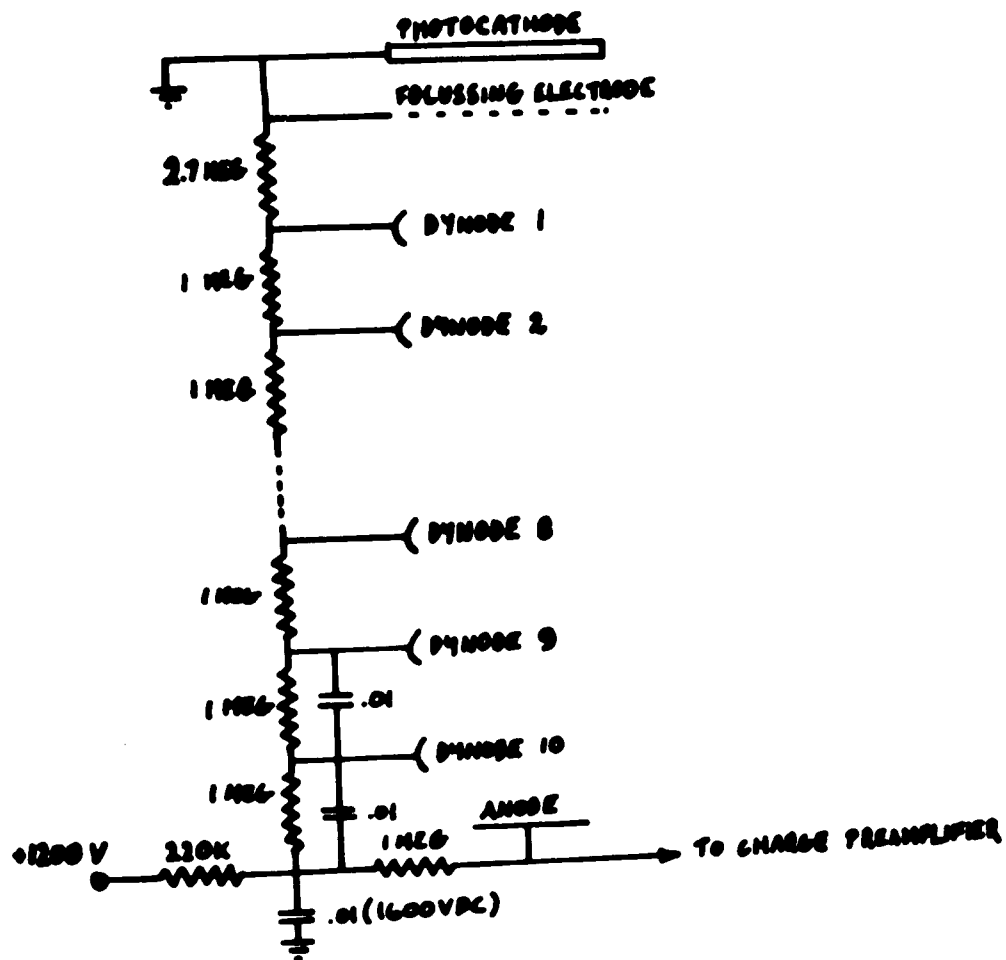 PHOTOCATHODE
FOCUSSING ELECTRODE
2.7 MEG
DYNODE 1
1 MEG
DYNODE 2
1 MEG
DYNODE 8
1 MEG
DYNODE 9
1 MEG
.01
DYNODE 10
1 MEG
.01
ANODE
1 MEG
+1200 V
220K
TO CHARGE PREAMPLIFIER
.01 (1600 VDC)